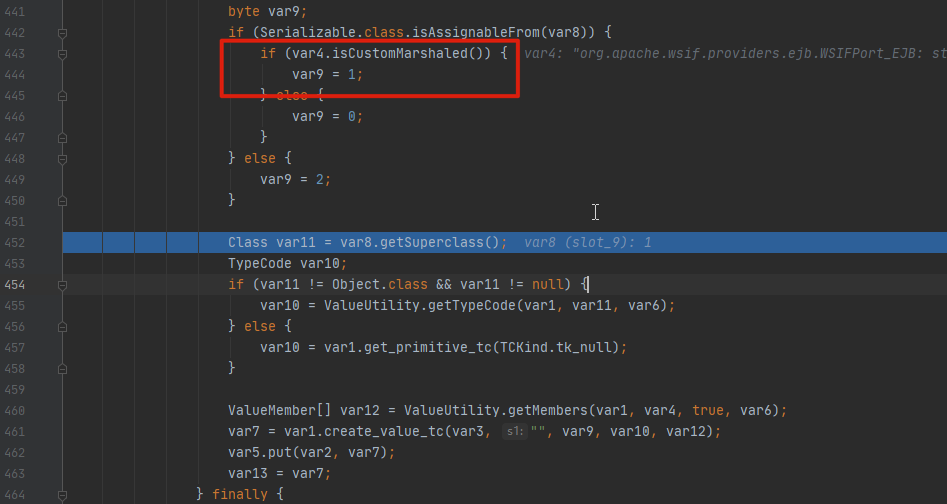 441 byte var9;
442 if (Serializable.class.isAssignableFrom(var8)) {
443 if (var4.isCustomMarshaled()) { var4: "org.apache.wsif.providers.ejb.WSIFPort_EJB: st
444 var9 = 1;
445 } else {
446 var9 = 0;
447 }
448 } else {
449 var9 = 2;
450 }
451
452 Class var11 = var8.getSuperclass(); var8 (slot_9): 1
453 TypeCode var10;
454 if (var11 != Object.class && var11 != null) {
455 var10 = ValueUtility.getTypeCode(var1, var11, var6);
456 } else {
457 var10 = var1.get_primitive_tc(TCKind.tk_null);
458 }
459
460 ValueMember[] var12 = ValueUtility.getMembers(var1, var4, true, var6);
461 var7 = var1.create_value_tc(var3, s1: "", var9, var10, var12);
462 var5.put(var2, var7);
463 var13 = var7;
464 } finally {